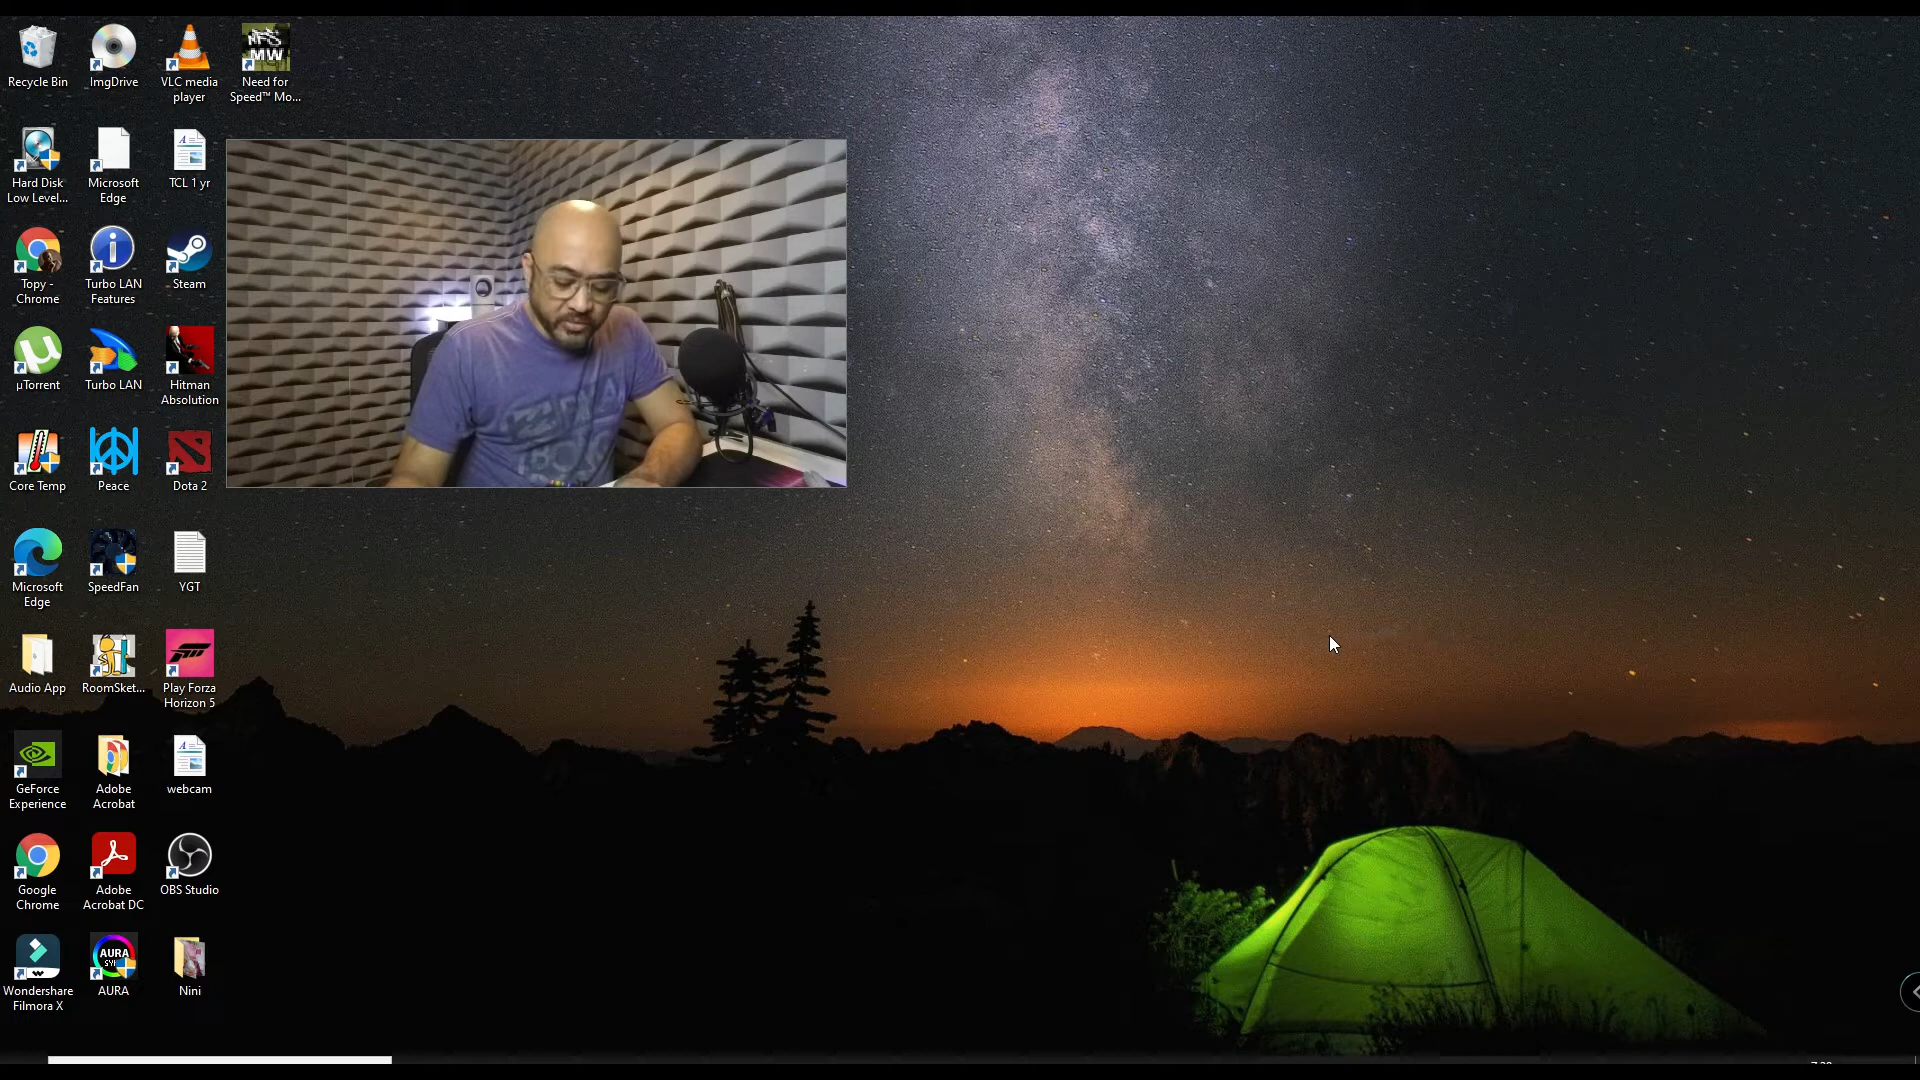 Recycle Bin
ImgDrive
VLC media
player
NFS
MW
Need for
Speed™ Mo...
Hard Disk
Low Level...
Microsoft
Edge
TCL 1 yr
Topy -
Chrome
Turbo LAN
Features
Steam
µTorrent
Turbo LAN
Hitman
Absolution
Core Temp
Peace
Dota 2
Microsoft
Edge
SpeedFan
YGT
Audio App
RoomSket...
Play Forza
Horizon 5
GeForce
Experience
Adobe
Acrobat
webcam
Google
Chrome
Adobe
Acrobat DC
OBS Studio
Wondershare
Filmora X
AURA
AURA
Nini